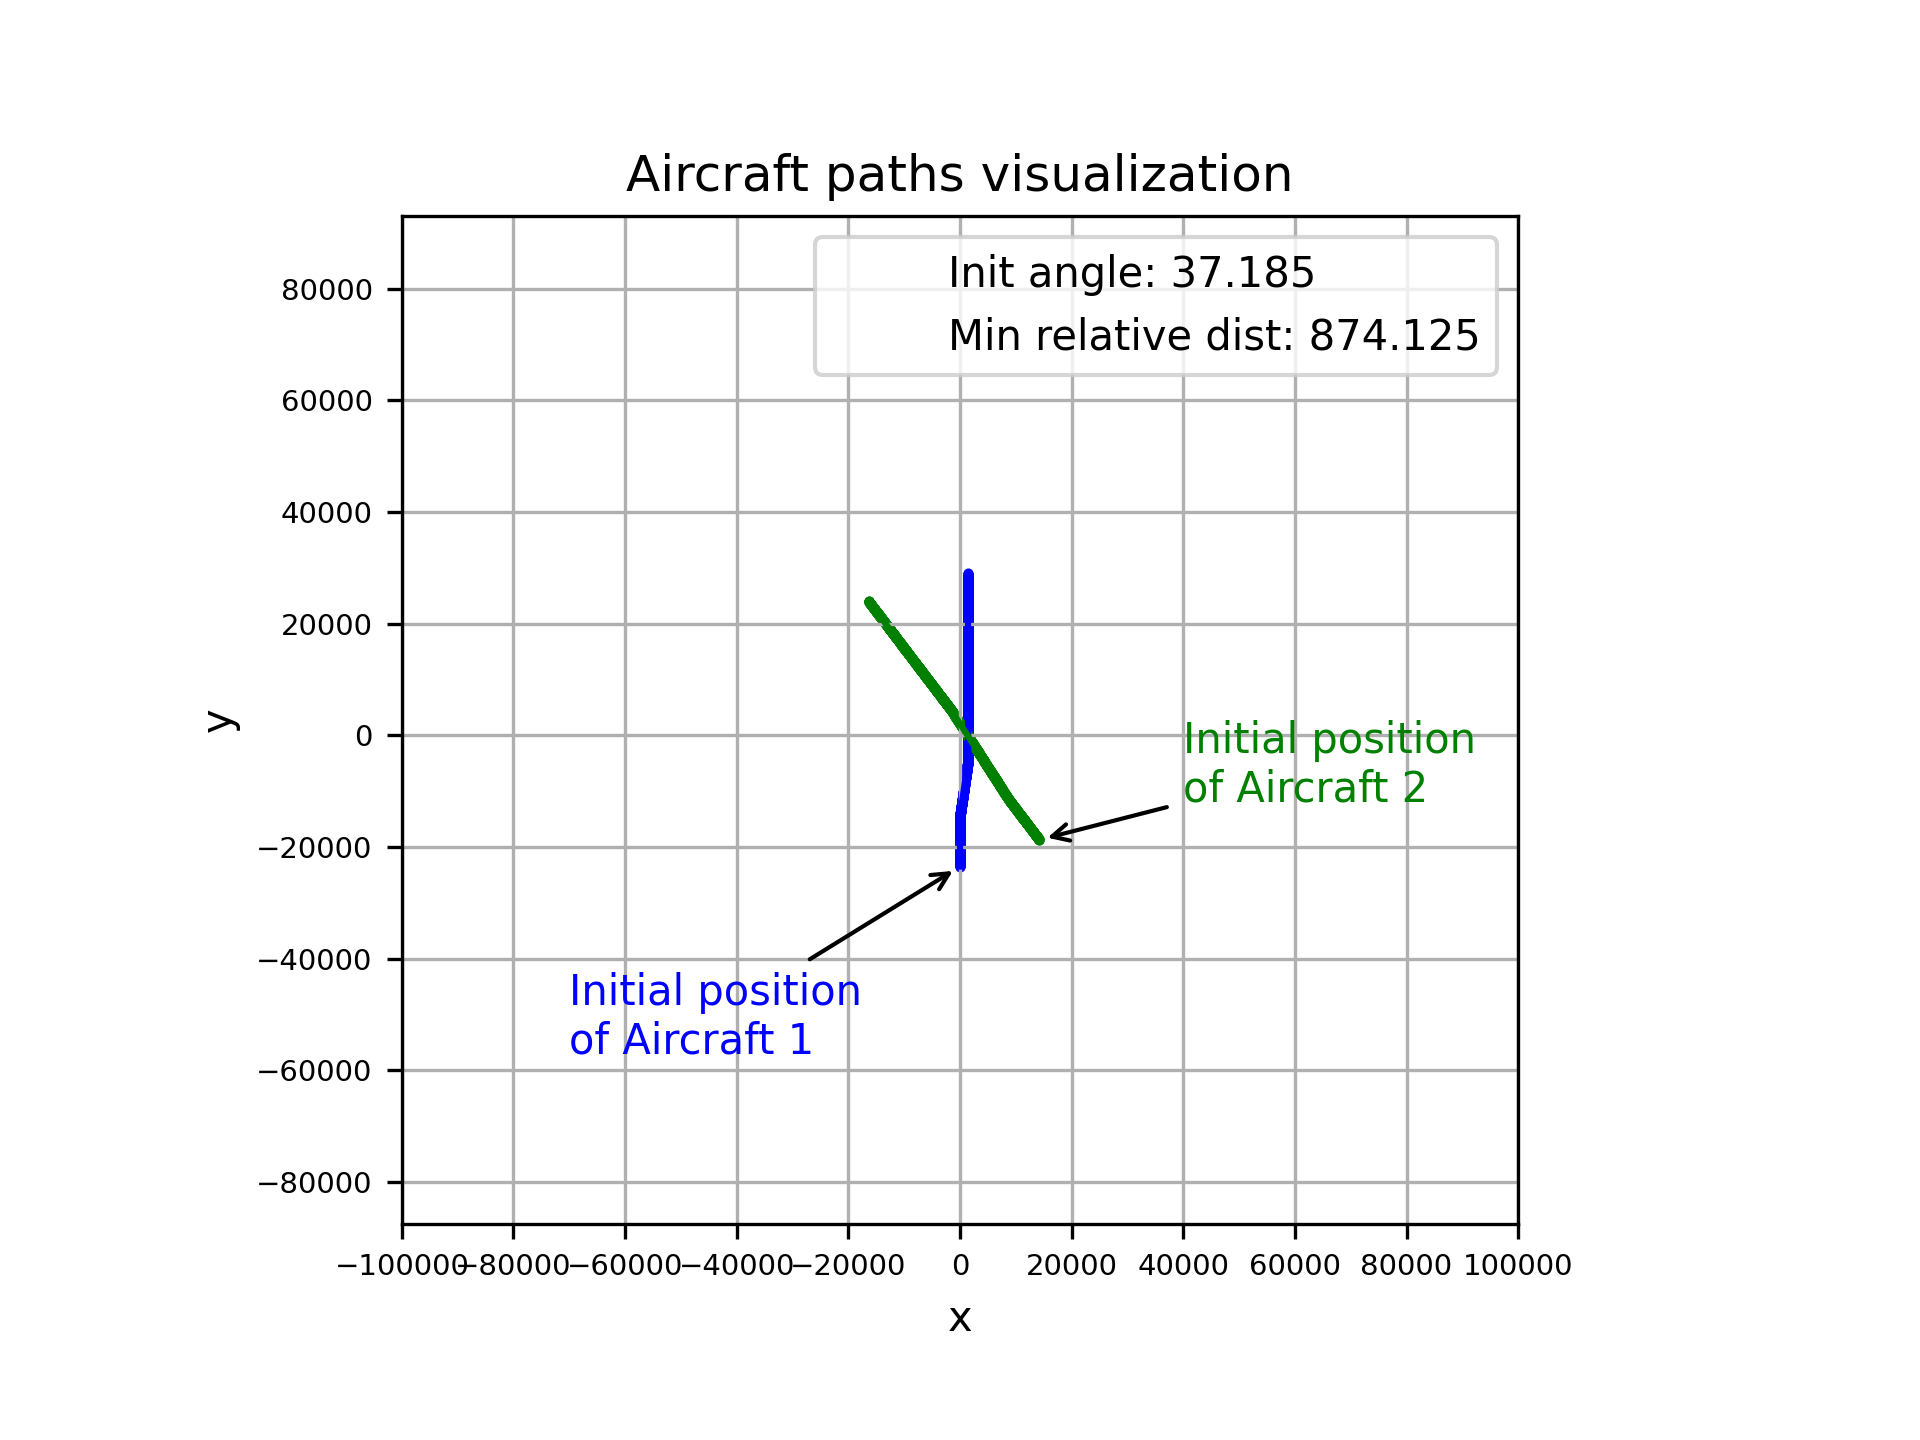 Aircraft paths visualization
Init angle: 37.185
Min relative dist: 874.125
80000
60000
40000
20000
0
−20000
−40000
−60000
−80000
y
Initial position
of Aircraft 2
Initial position
of Aircraft 1
−100000 −80000 −60000 −40000 −20000 0 20000 40000 60000 80000 100000
x